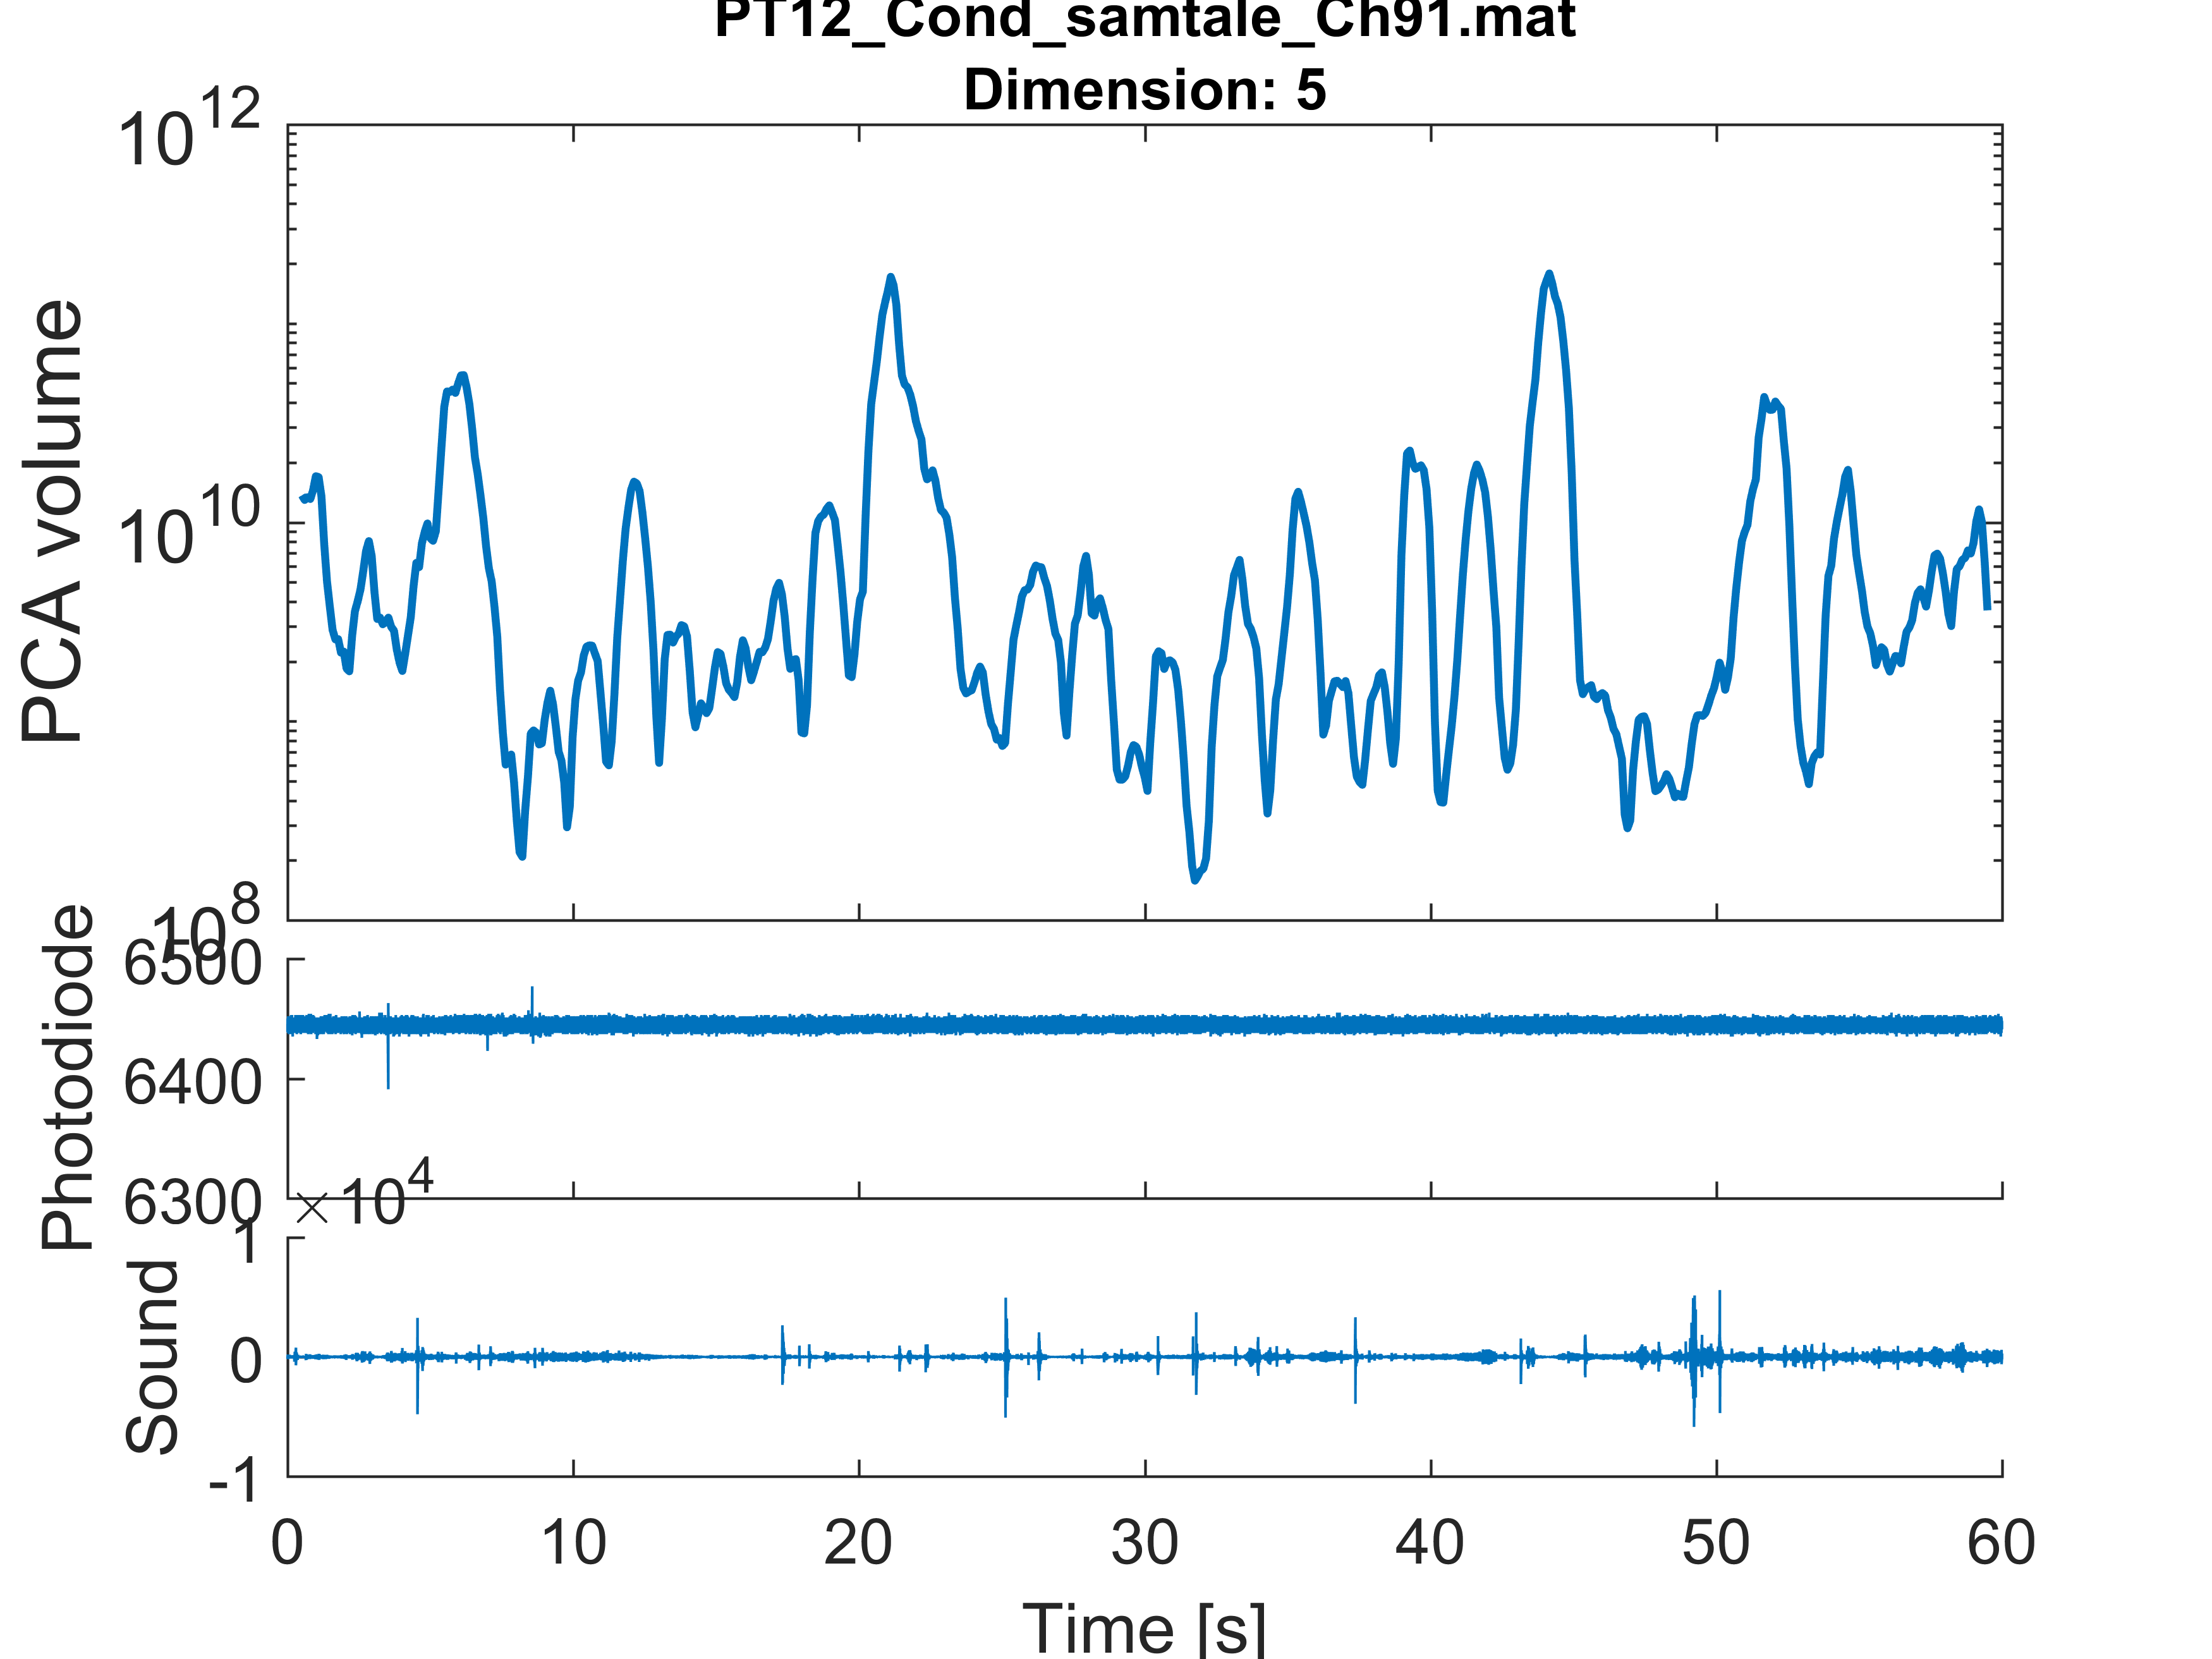 PT12_Cond_samtale_Ch91.mat
Dimension: 5
10^12
10^10
10^8
PCA volume
6500
6400
6300
Photodiode
×10^4
1
0
-1
Sound
0 10 20 30 40 50 60
Time [s]